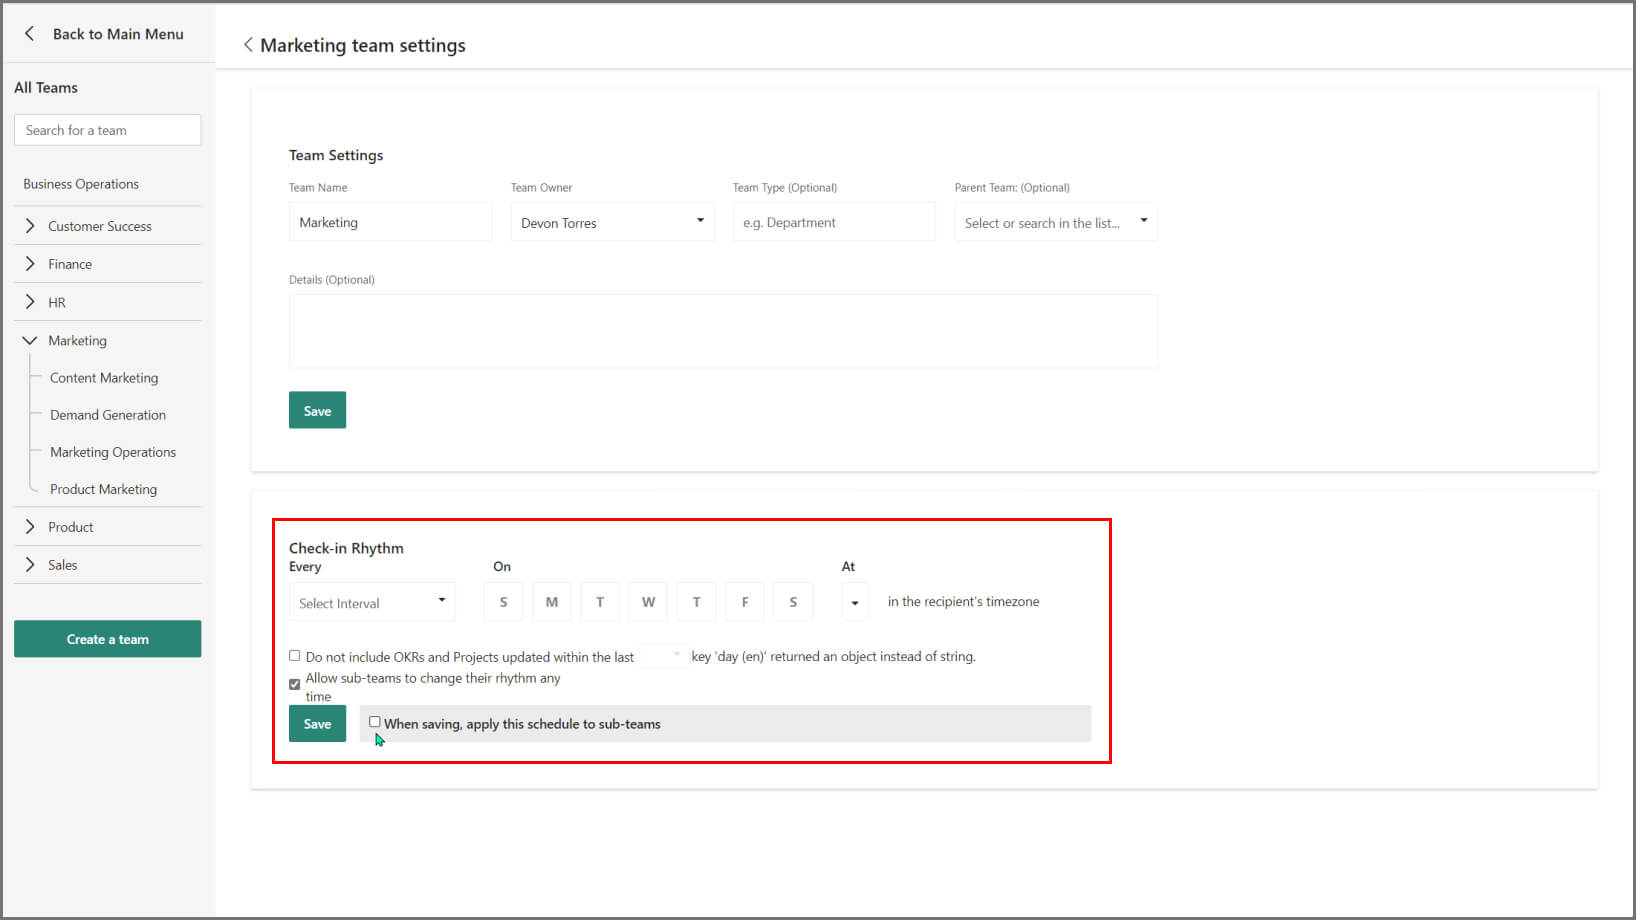 Back to Main Menu
All Teams
Search for a team
Business Operations
Customer Success
Finance
HR
Marketing
Content Marketing
Demand Generation
Marketing Operations
Product Marketing
Product
Sales
Create a team
Marketing team settings
Team Settings
Team Name Team Owner Team Type (Optional) Parent Team: (Optional)
Marketing Devon Torres e.g. Department Select or search in the list...
Details (Optional)
Save
Check-in Rhythm
Every On At
Select Interval S M T W T F S in the recipient's timezone
Do not include OKRs and Projects updated within the last key 'day (en)' returned an object instead of string.
Allow sub-teams to change their rhythm any
time
Save When saving, apply this schedule to sub-teams